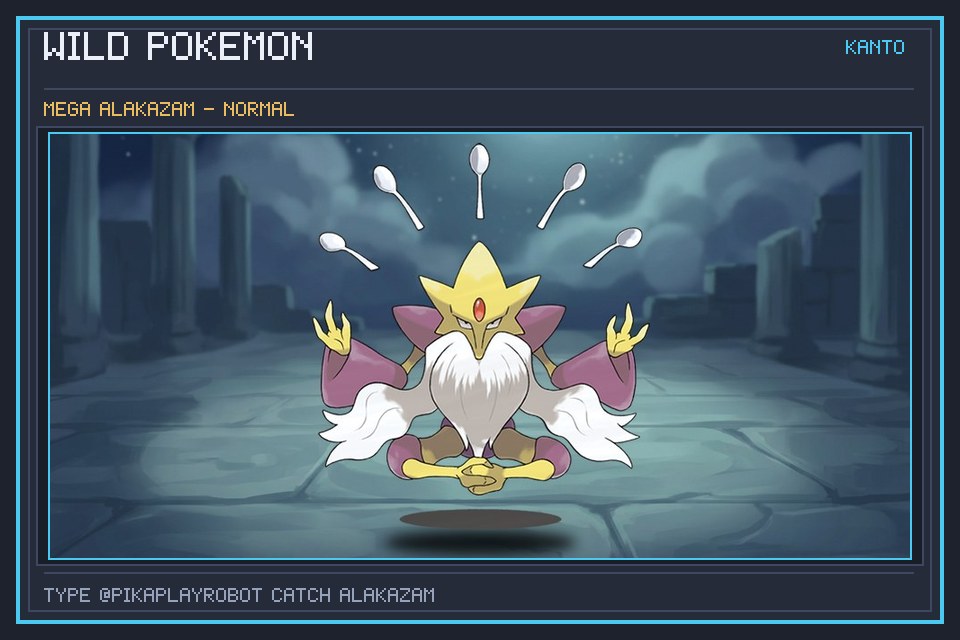 WILD POKEMON
KANTO
MEGA ALAKAZAM - NORMAL
TYPE @PIKAPLAYROBOT CATCH ALAKAZAM